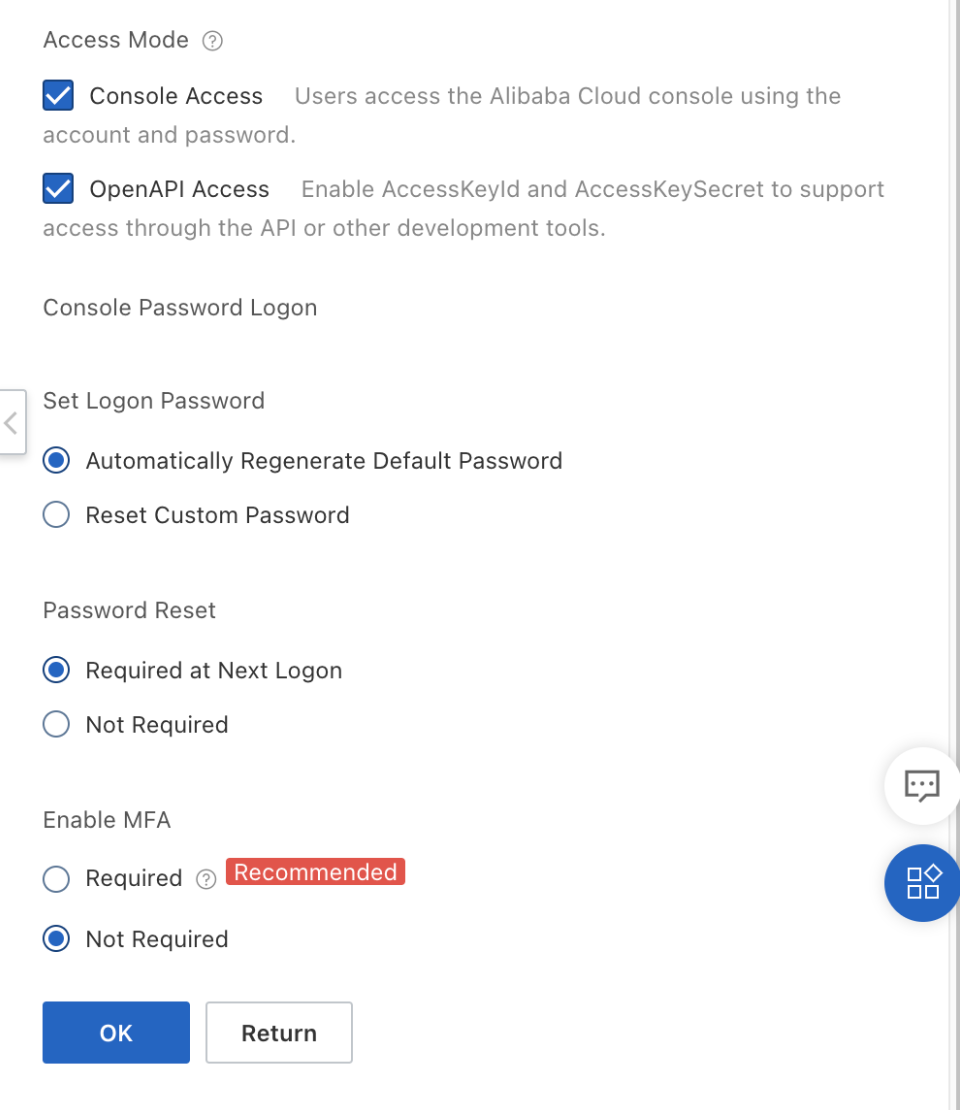 Access Mode
Console Access Users access the Alibaba Cloud console using the
account and password.
OpenAPI Access Enable AccessKeyId and AccessKeySecret to support
access through the API or other development tools.
Console Password Logon
Set Logon Password
Automatically Regenerate Default Password
Reset Custom Password
Password Reset
Required at Next Logon
Not Required
Enable MFA
Required Recommended
Not Required
OK Return